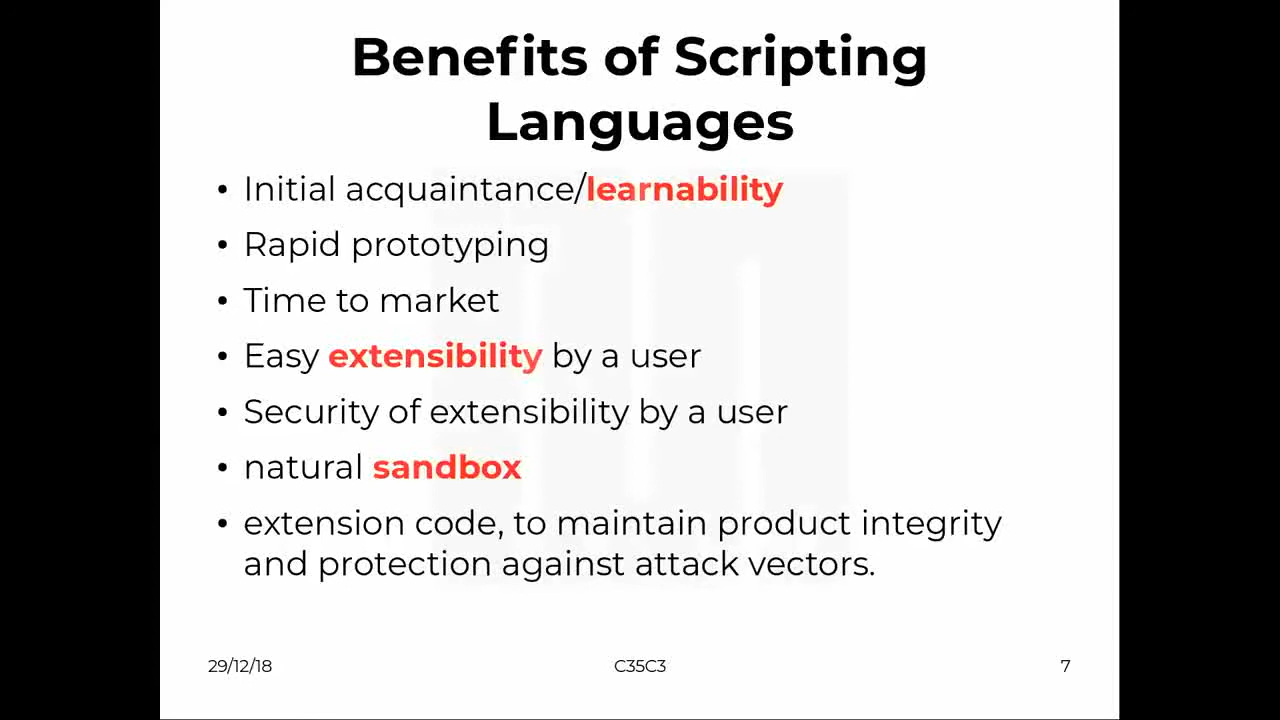 Benefits of Scripting
Languages
• Initial acquaintance/learnability
• Rapid prototyping
• Time to market
• Easy extensibility by a user
• Security of extensibility by a user
• natural sandbox
• extension code, to maintain product integrity
and protection against attack vectors.
29/12/18 C35C3 7